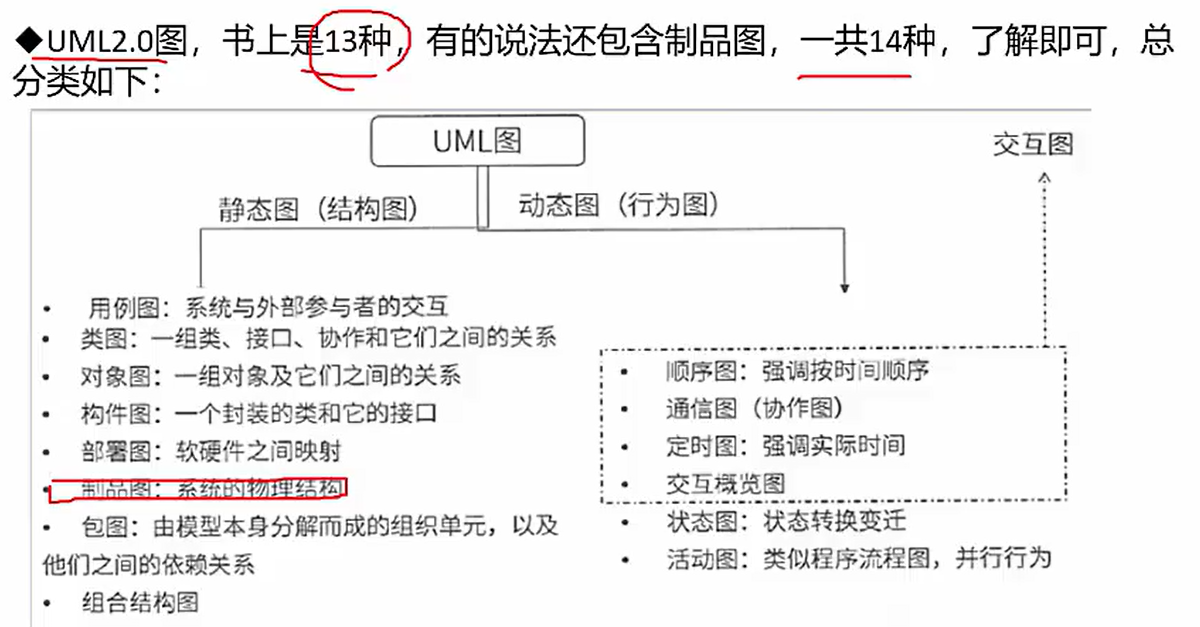 ◆UML2.0图，书上是13种，有的说法还包含制品图，一共14种，了解即可，总
分类如下：
UML图
交互图
静态图（结构图）
动态图（行为图）
• 用例图：系统与外部参与者的交互
• 类图：一组类、接口、协作和它们之间的关系
• 对象图：一组对象及它们之间的关系
• 构件图：一个封装的类和它的接口
• 部署图：软硬件之间映射
• 制品图：系统的物理结构
• 包图：由模型本身分解而成的组织单元，以及
他们之间的依赖关系
• 组合结构图
• 顺序图：强调按时间顺序
• 通信图（协作图）
• 定时图：强调实际时间
• 交互概览图
• 状态图：状态转换变迁
• 活动图：类似程序流程图，并行行为